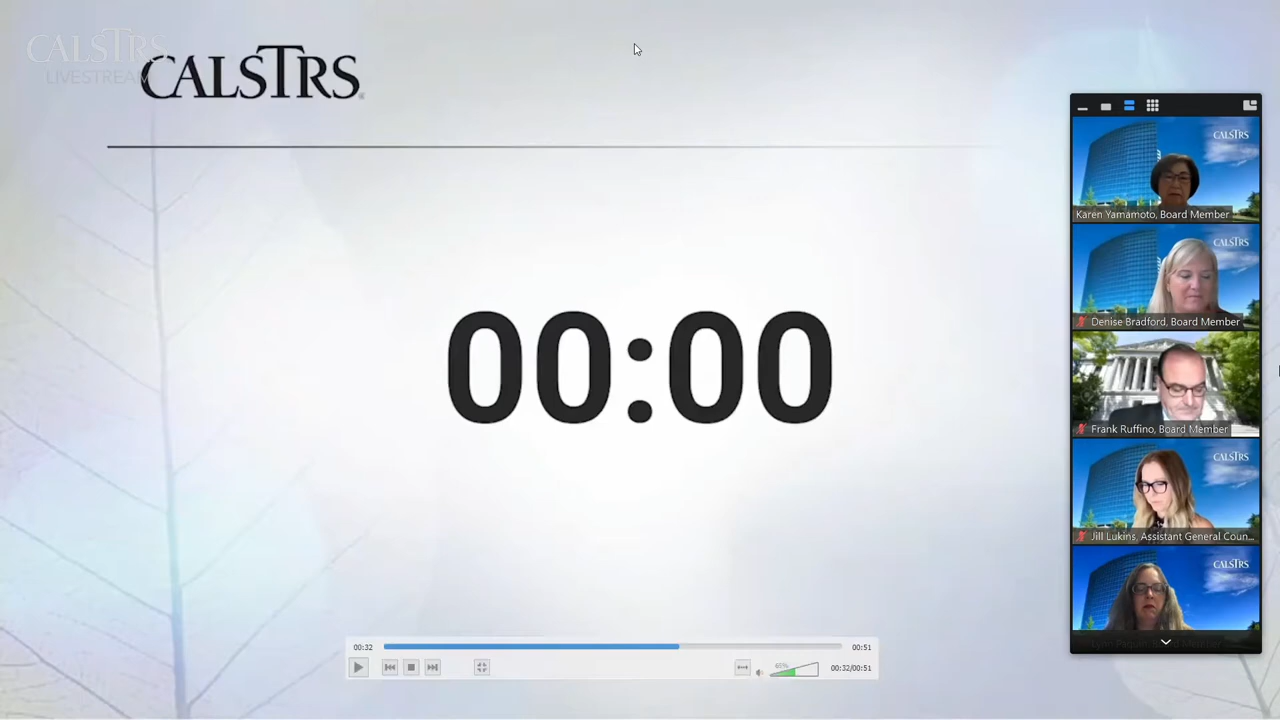 CALSTRS
LIVESTREAM
CALSTRS
00:00
CALSTRS
Karen Yamamoto, Board Member
CALSTRS
Denise Bradford, Board Member
Frank Ruffino, Board Member
CALSTRS
Jill Lukins, Assistant General Coun...
CALSTRS
00:32
00:51
65%
00:32/00:51